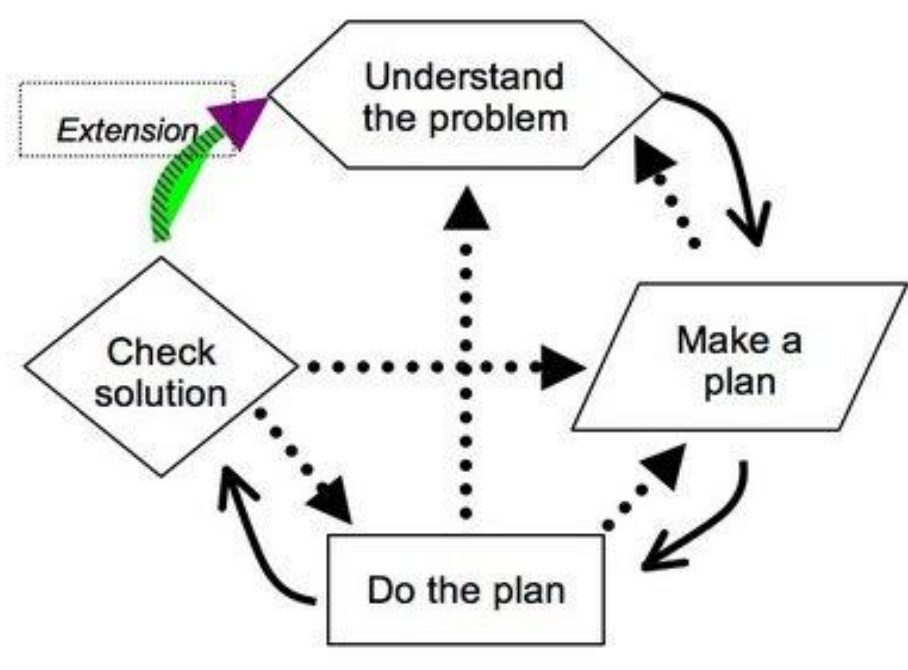 Understand
the problem
Extension
Make a
plan
Check
solution
Do the plan